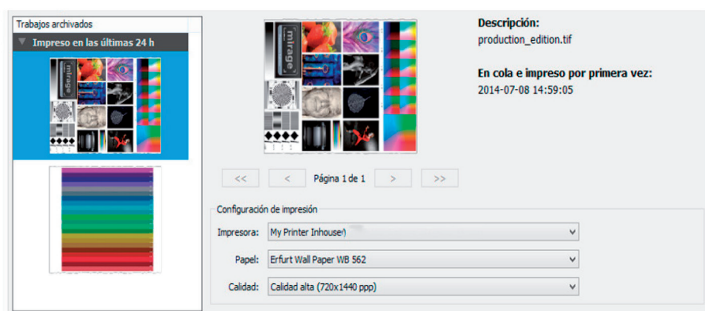 Trabajos archivados
Impreso en las últimas 24 h
mirage
mirage
Descripción:
production_edition.tif
En cola e impreso por primera vez:
2014-07-08 14:59:05
<< < Página 1 de 1 > >>
Configuración de impresión
Impresora: My Printer Inhouse)
Papel: Erfurt Wall Paper WB 562
Calidad: Calidad alta (720x1440 ppp)